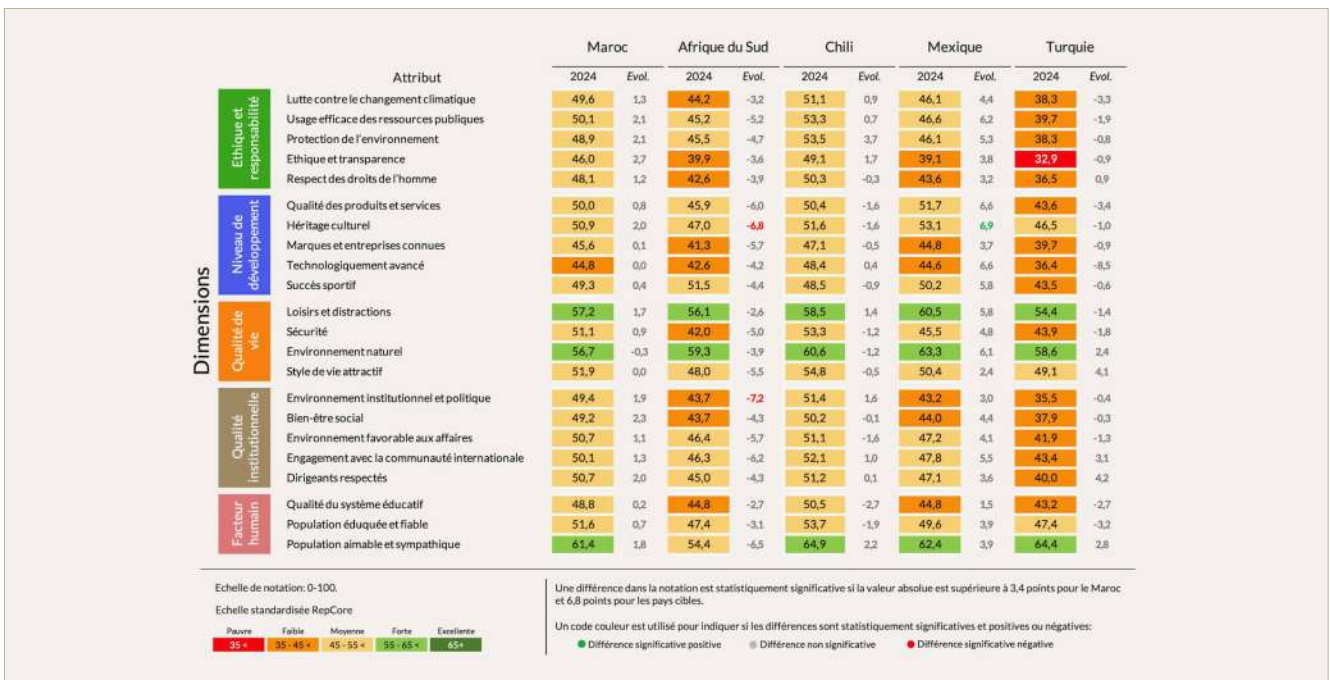 Maroc Afrique du Sud Chili Mexique Turquie
Attribut 2024 Evol. 2024 Evol. 2024 Evol. 2024 Evol. 2024 Evol.
Dimensions
Ethique et responsabilité
Lutte contre le changement climatique 49,6 1,3 44,2 -3,2 51,1 0,9 46,1 4,4 38,3 -3,3
Usage efficace des ressources publiques 50,1 2,1 45,2 -5,2 53,3 0,7 46,6 6,2 39,7 -1,9
Protection de l'environnement 48,9 2,1 45,5 -4,7 53,5 3,7 46,1 5,3 38,3 -0,8
Ethique et transparence 46,0 2,7 39,9 -3,6 49,1 1,7 39,1 3,8 32,9 -0,9
Respect des droits de l'homme 48,1 1,2 42,6 -3,9 50,3 -0,3 43,6 3,2 36,5 0,9
Niveau de développement
Qualité des produits et services 50,0 0,8 45,9 -6,0 50,4 -1,6 51,7 6,6 43,6 -3,4
Héritage culturel 50,9 2,0 47,0 -6,8 51,6 -1,6 53,1 6,9 46,5 -1,0
Marques et entreprises connues 45,6 0,1 41,3 -5,7 47,1 -0,5 44,8 3,7 39,7 -0,9
Technologiquement avancé 44,8 0,0 42,6 -4,2 48,4 0,4 44,6 6,6 36,4 -8,5
Succès sportif 49,3 0,4 51,5 -4,4 48,5 -0,9 50,2 5,8 43,5 -0,6
Qualité de vie
Loisirs et distractions 57,2 1,7 56,1 -2,6 58,5 1,4 60,5 5,8 54,4 -1,4
Sécurité 51,1 0,9 42,0 -5,0 53,3 -1,2 45,5 4,8 43,9 -1,8
Environnement naturel 56,7 -0,3 59,3 -3,9 60,6 -1,2 63,3 6,1 58,6 2,4
Style de vie attractif 51,9 0,0 48,0 -5,5 54,8 -0,5 50,4 2,4 49,1 4,1
Qualité institutionnelle
Environnement institutionnel et politique 49,4 1,9 43,7 -7,2 51,4 1,6 43,2 3,0 35,5 -0,4
Bien-être social 49,2 2,3 43,7 -4,3 50,2 -0,1 44,0 4,4 37,9 -0,3
Environnement favorable aux affaires 50,7 1,1 46,4 -5,7 51,1 -1,6 47,2 4,1 41,9 -1,3
Engagement avec la communauté internationale 50,1 1,3 46,3 -6,2 52,1 1,0 47,8 5,5 43,4 3,1
Dirigeants respectés 50,7 2,0 45,0 -4,3 51,2 0,1 47,1 3,6 40,0 4,2
Facteur humain
Qualité du système éducatif 48,8 0,2 44,8 -2,7 50,5 -2,7 44,8 1,5 43,2 -2,7
Population éduquée et fiable 51,6 0,7 47,4 -3,1 53,7 -1,9 49,6 3,9 47,4 -3,2
Population aimable et sympathique 61,4 1,8 54,4 -6,5 64,9 2,2 62,4 3,9 64,4 2,8
Echelle de notation: 0-100.
Echelle standardisée RepCore
Pauvre Faible Moyenne Forte Excellente
35 < 35 - 45 < 45 - 55 < 55 - 65 < 65+
Une différence dans la notation est statistiquement significative si la valeur absolue est supérieure à 3,4 points pour le Maroc
et 6,8 points pour les pays cibles.
Un code couleur est utilisé pour indiquer si les différences sont statistiquement significatives et positives ou négatives:
Différence significative positive Différence non significative Différence significative négative